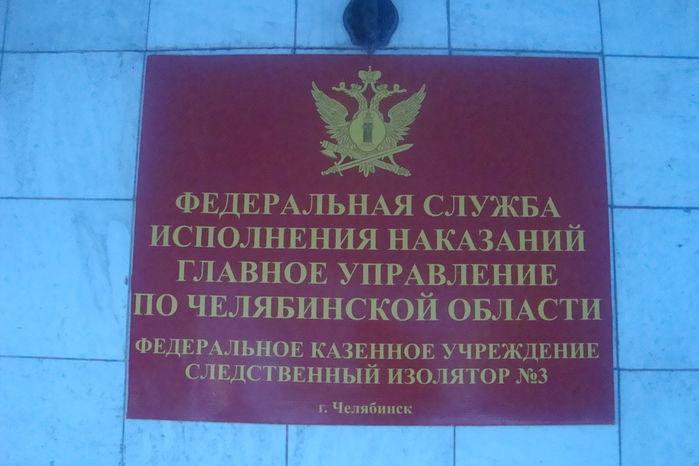 ФЕДЕРАЛЬНАЯ СЛУЖБА
ИСПОЛНЕНИЯ НАКАЗАНИЙ
ГЛАВНОЕ УПРАВЛЕНИЕ
ПО ЧЕЛЯБИНСКОЙ ОБЛАСТИ
ФЕДЕРАЛЬНОЕ КАЗЕННОЕ УЧРЕЖДЕНИЕ
СЛЕДСТВЕННЫЙ ИЗОЛЯТОР №3
г. Челябинск